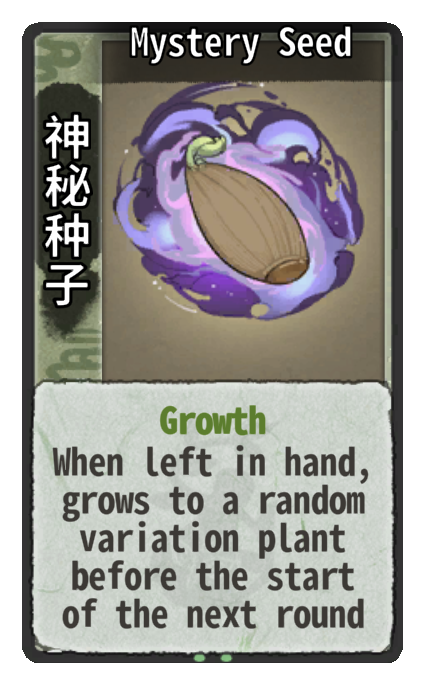 Mystery Seed
神秘种子
Growth
When left in hand,
grows to a random
variation plant
before the start
of the next round